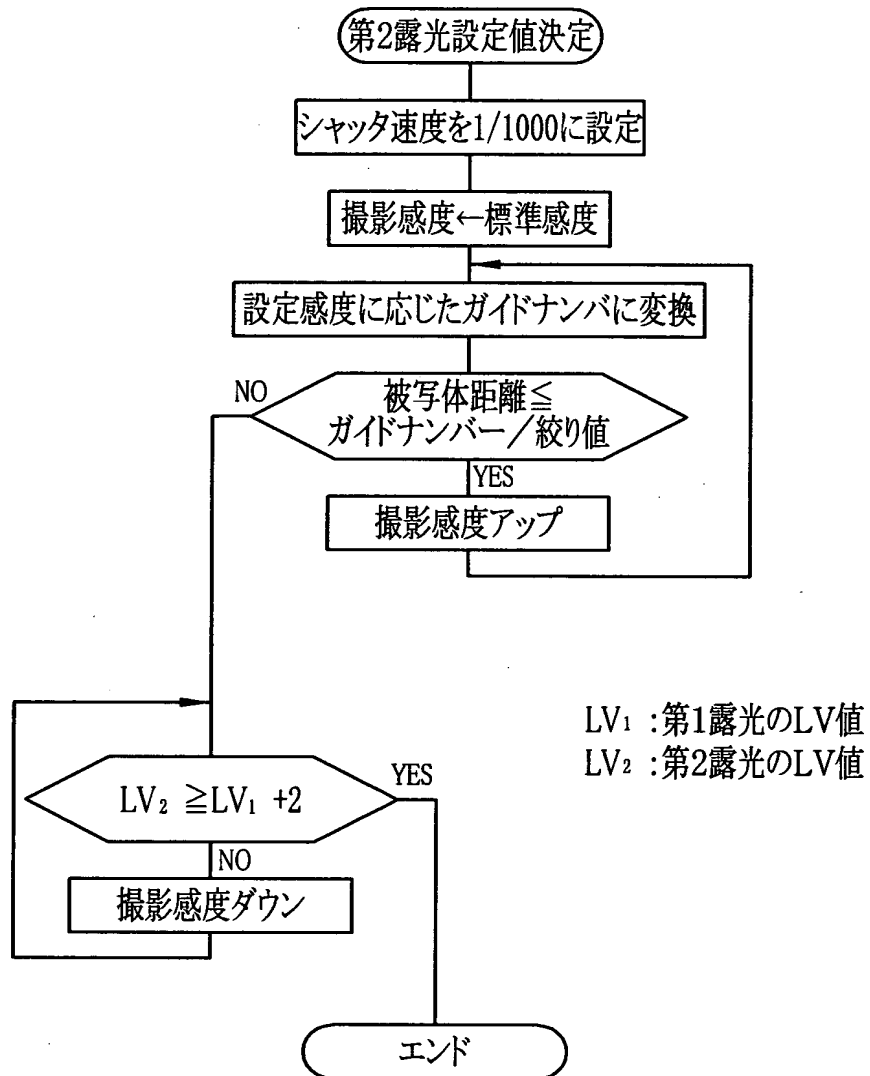 第2露光設定値決定
シャッタ速度を1/1000に設定
撮影感度←標準感度
設定感度に応じたガイドナンバに変換
NO
被写体距離≦
ガイドナンバー／絞り値
YES
撮影感度アップ
LV₁ :第1露光のLV値
LV₂ :第2露光のLV値
YES
LV₂ ≧LV₁ +2
NO
撮影感度ダウン
エンド